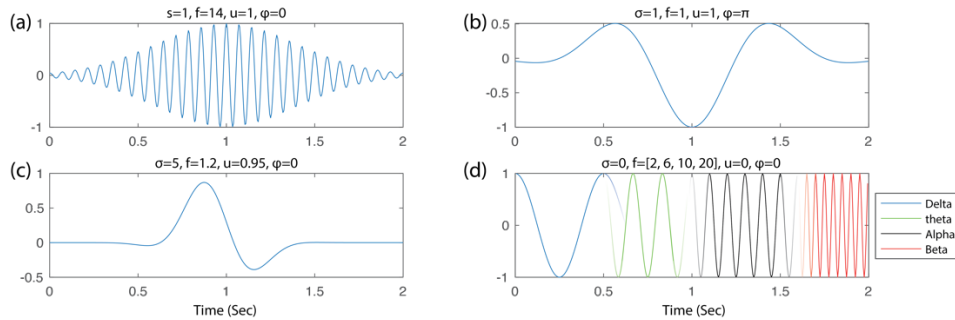 (a)
s=1, f=14, u=1, φ=0
1
0
-1
0
0.5
1
1.5
2
(b)
σ=1, f=1, u=1, φ=π
0.5
0
-0.5
-1
0
0.5
1
1.5
2
(c)
σ=5, f=1.2, u=0.95, φ=0
1
0.5
0
-0.5
0
0.5
1
1.5
2
Time (Sec)
(d)
σ=0, f=[2, 6, 10, 20], u=0, φ=0
1
0
-1
0
0.5
1
1.5
2
Time (Sec)
Delta
theta
Alpha
Beta